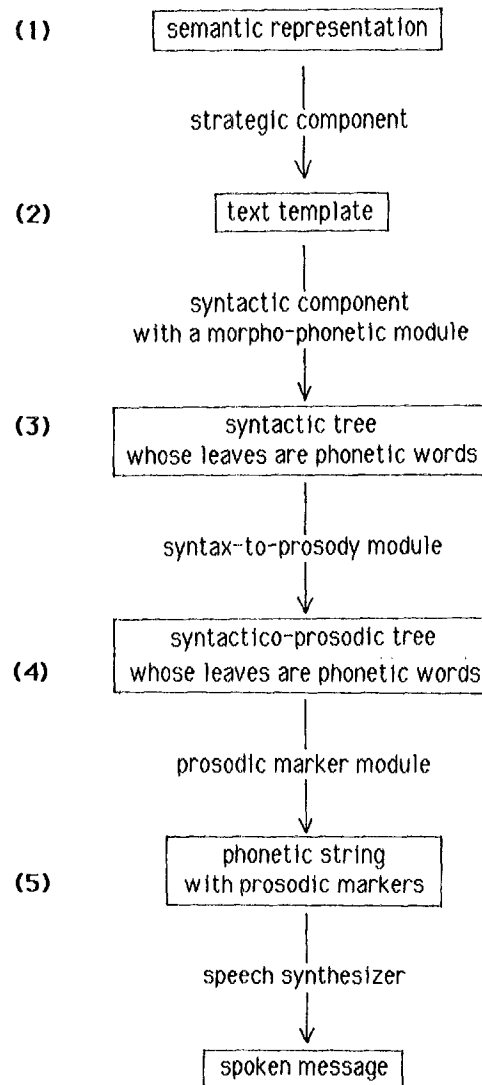 (1) semantic representation
strategic component
(2) text template
syntactic component
with a morpho-phonetic module
(3) syntactic tree
whose leaves are phonetic words
syntax-to-prosody module
syntactico-prosodic tree
(4) whose leaves are phonetic words
prosodic marker module
phonetic string
(5) with prosodic markers
speech synthesizer
spoken message